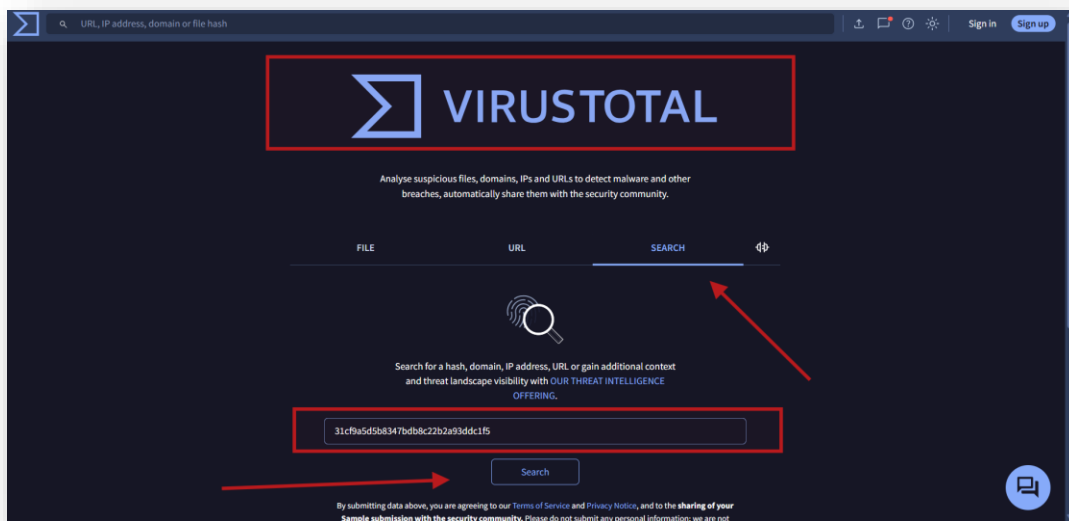 URL, IP address, domain or file hash
Sign in
Sign up
VIRUSTOTAL
Analyse suspicious files, domains, IPs and URLs to detect malware and other
breaches, automatically share them with the security community.
FILE
URL
SEARCH
Search for a hash, domain, IP address, URL or gain additional context
and threat landscape visibility with OUR THREAT INTELLIGENCE
OFFERING.
31cf9a5d5b8347bdb8c22b2a93ddc1f5
Search
By submitting data above, you are agreeing to our Terms of Service and Privacy Notice, and to the sharing of your
Sample submission with the security community. Please do not submit any personal information; we are not